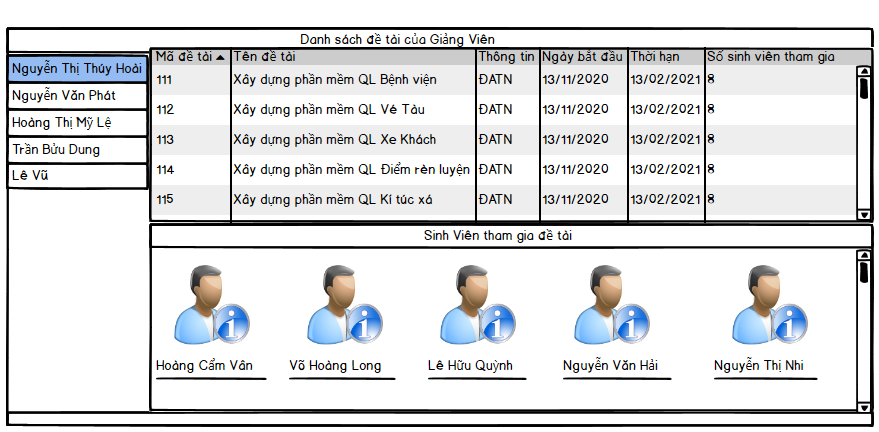 Danh sách đề tài của Giảng Viên
Nguyễn Thị Thúy Hoài
Nguyễn Văn Phát
Hoàng Thị Mỹ Lệ
Trần Bửu Dung
Lê Vũ
Mã đề tài Tên đề tài Thông tin Ngày bắt đầu Thời hạn Số sinh viên tham gia
111 Xây dựng phần mềm QL Bệnh viện ĐATN 13/11/2020 13/02/2021 8
112 Xây dựng phần mềm QL Vé Tàu ĐATN 13/11/2020 13/02/2021 8
113 Xây dựng phần mềm QL Xe Khách ĐATN 13/11/2020 13/02/2021 8
114 Xây dựng phần mềm QL Điểm rèn luyện ĐATN 13/11/2020 13/02/2021 8
115 Xây dựng phần mềm QL Kí túc xá ĐATN 13/11/2020 13/02/2021 8
Sinh Viên tham gia đề tài
Hoàng Cẩm Vân Võ Hoàng Long Lê Hữu Quỳnh Nguyễn Văn Hải Nguyễn Thị Nhi